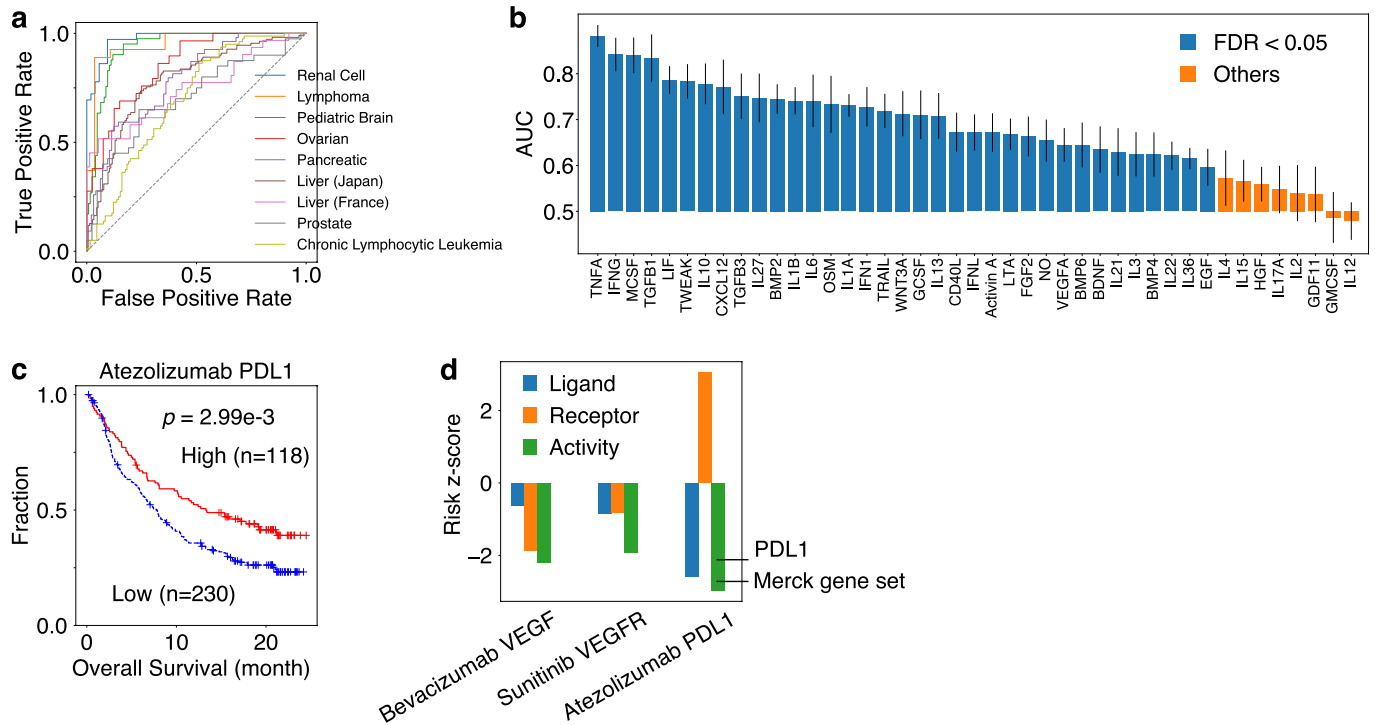 a
True Positive Rate
1.0
0.5
0.0
0.0
0.5
1.0
False Positive Rate
Renal Cell
Lymphoma
Pediatric Brain
Ovarian
Pancreatic
Liver (Japan)
Liver (France)
Prostate
Chronic Lymphocytic Leukemia
b
AUC
0.8
0.7
0.6
0.5
FDR < 0.05
Others
TNFA
IFNG
MCSF
TGFB1
LIF
TWEAK
IL10
CXCL12
TGFB3
IL27
BMP2
IL1B
IL6
OSM
IL1A
IFN1
TRAIL
WNT3A
GCSF
IL13
CD40L
IFNL
Activin A
LTA
FGF2
NO
VEGFA
BMP6
BDNF
IL21
IL3
BMP4
IL22
IL36
EGF
IL4
IL15
HGF
IL17A
IL2
GDF11
GMCSF
IL12
c
Atezolizumab PDL1
Fraction
1.0
0.5
0.0
p = 2.99e-3
High (n=118)
Low (n=230)
0
10
20
Overall Survival (month)
d
Risk z-score
2
0
−2
Ligand
Receptor
Activity
PDL1
Merck gene set
Bevacizumab VEGF
Sunitinib VEGFR
Atezolizumab PDL1